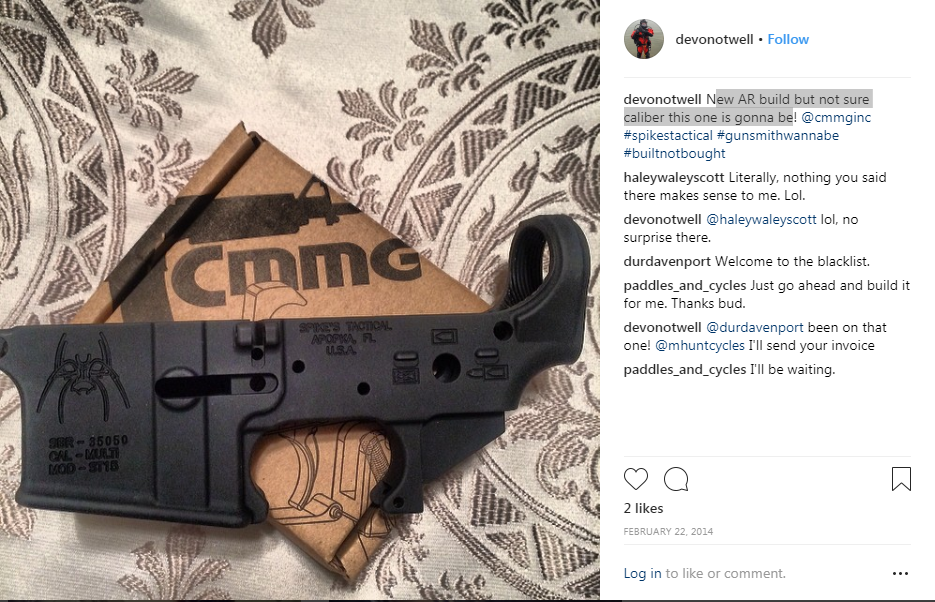 CMMG
SPIKE'S TACTICAL
APOPKA, FL.
U.S.A.
CAL - MULTI
MOD - ST15
devonotwell • Follow
devonotwell New AR build but not sure
caliber this one is gonna be! @cmmginc
#spikestactical #gunsmithwannabe
#builtnotbought
haleywaleyscott Literally, nothing you said
there makes sense to me. Lol.
devonotwell @haleywaleyscott lol, no
surprise there.
durdavenport Welcome to the blacklist.
paddles_and_cycles Just go ahead and build it
for me. Thanks bud.
devonotwell @durdavenport been on that
one! @mhuntcycles I'll send your invoice
paddles_and_cycles I'll be waiting.
2 likes
FEBRUARY 22, 2014
Log in to like or comment.